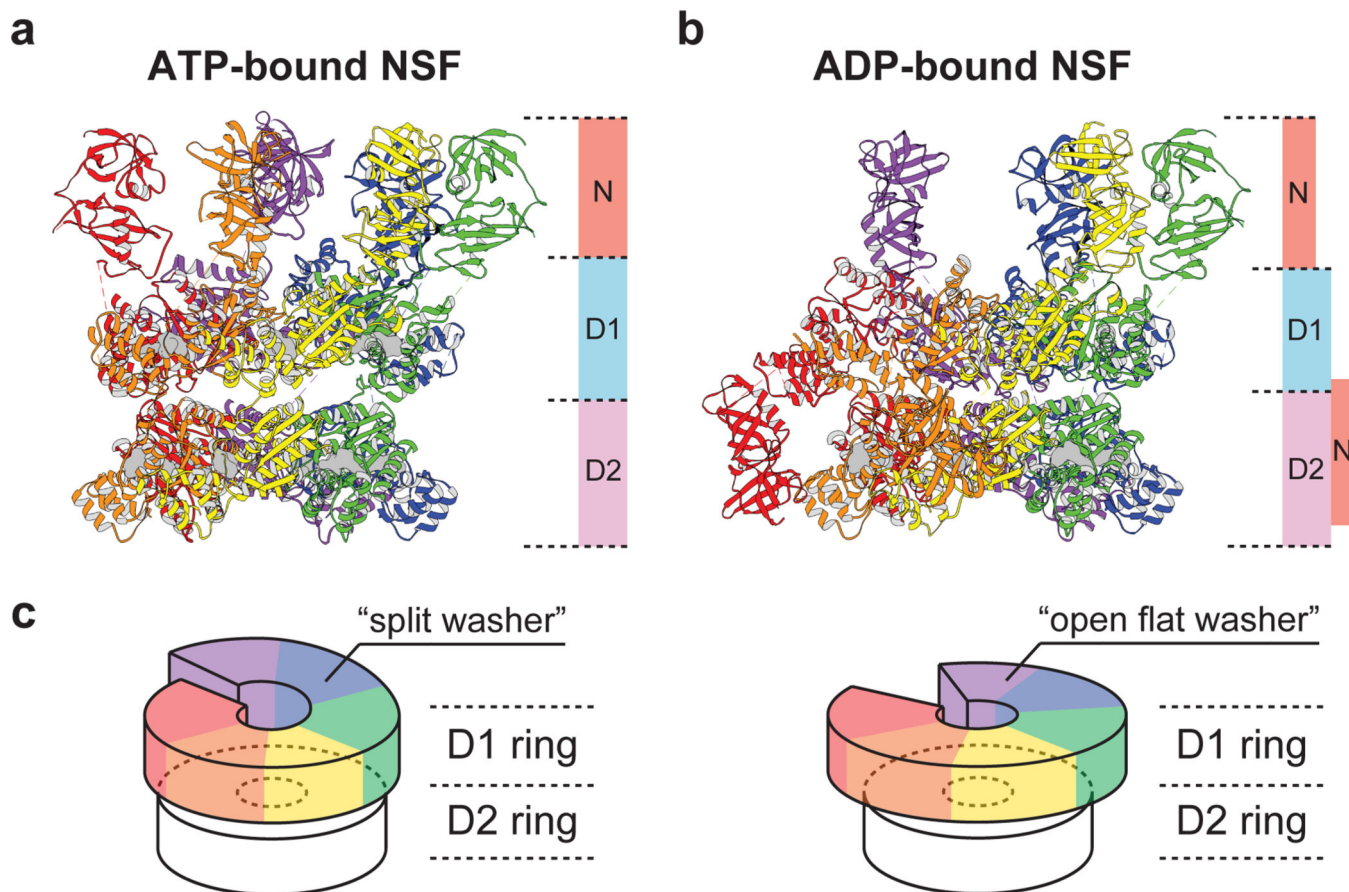 a
ATP-bound NSF
N
D1
D2
b
ADP-bound NSF
N
D1
D2
N
c
“split washer”
D1 ring
D2 ring
“open flat washer”
D1 ring
D2 ring